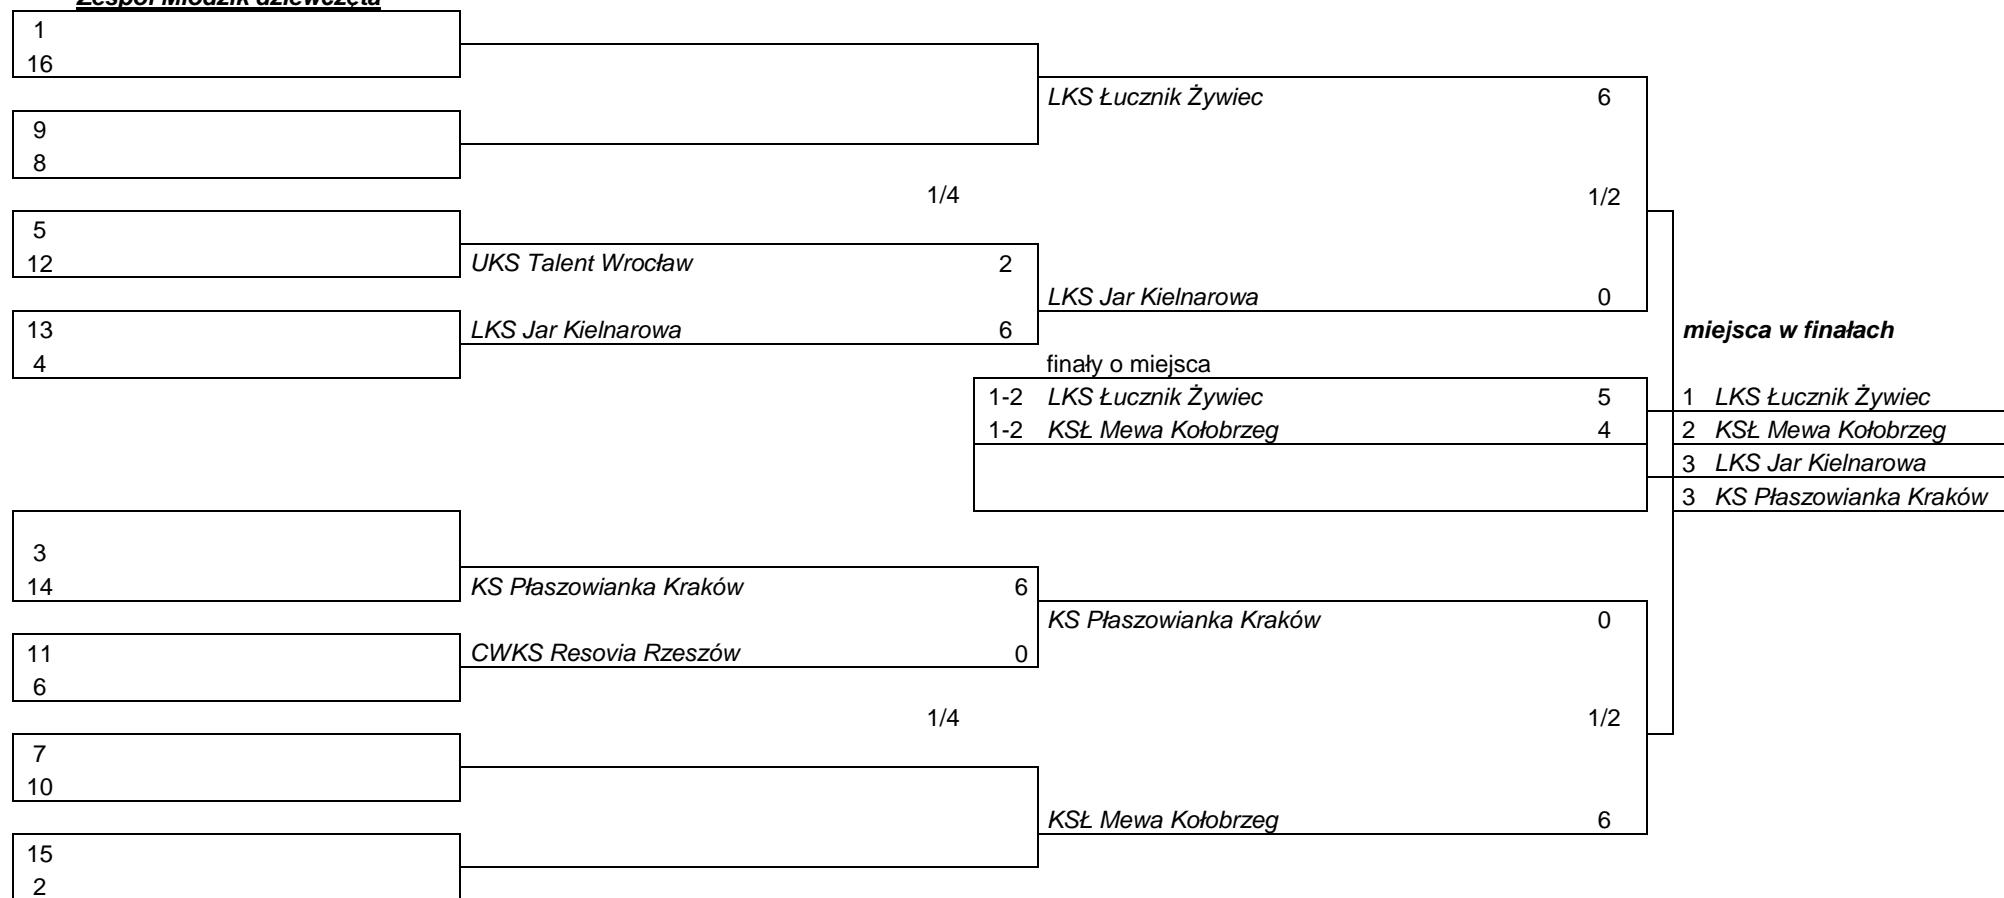 Zespół Młodzik dziewczęta
1
16
LKS Łucznik Żywiec 6
9
8
1/4 1/2
5
12 UKS Talent Wrocław 2
LKS Jar Kielnarowa 0
13 LKS Jar Kielnarowa 6 miejsca w finałach
4 finały o miejsca
1-2 LKS Łucznik Żywiec 5 1 LKS Łucznik Żywiec
1-2 KSŁ Mewa Kołobrzeg 4 2 KSŁ Mewa Kołobrzeg
3 LKS Jar Kielnarowa
3 KS Płaszowianka Kraków
3
14 KS Płaszowianka Kraków 6
KS Płaszowianka Kraków 0
11 CWKS Resovia Rzeszów 0
6
1/4 1/2
7
10
KSŁ Mewa Kołobrzeg 6
15
2